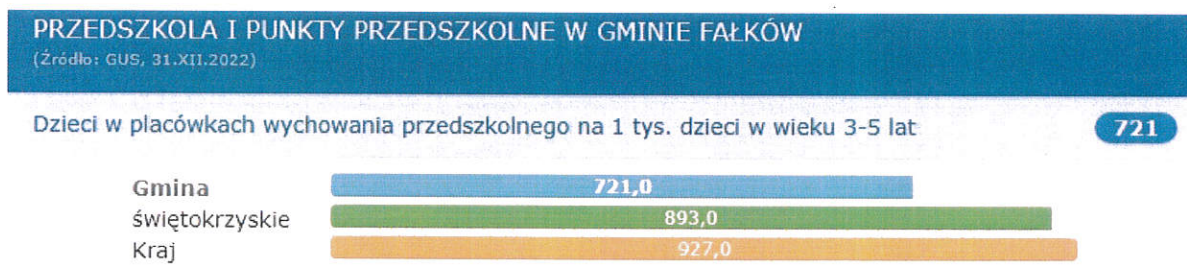 PRZEDSZKOLA I PUNKTY PRZEDSZKOLNE W GMINIE FAŁKÓW
(Źródło: GUS, 31.XII.2022)
Dzieci w placówkach wychowania przedszkolnego na 1 tys. dzieci w wieku 3-5 lat 721
Gmina 721,0
świętokrzyskie 893,0
Kraj 927,0